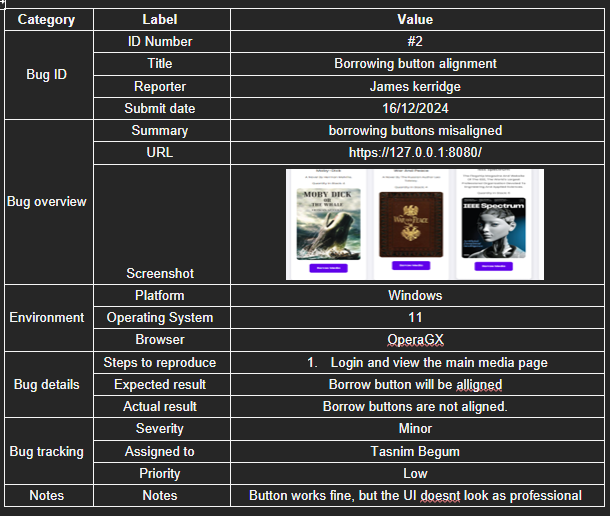 Category Label Value
Bug ID
ID Number #2
Title Borrowing button alignment
Reporter James kerridge
Submit date 16/12/2024
Bug overview
Summary borrowing buttons misaligned
URL https://127.0.0.1:8080/
Screenshot
MOBY DICK
OR
THE WHALE
WAR AND PEACE
IEEE Spectrum
Environment
Platform Windows
Operating System 11
Browser OperaGX
Bug details
Steps to reproduce 1. Login and view the main media page
Expected result Borrow button will be alligned
Actual result Borrow buttons are not aligned.
Bug tracking
Severity Minor
Assigned to Tasnim Begum
Priority Low
Notes Notes Button works fine, but the UI doesnt look as professional